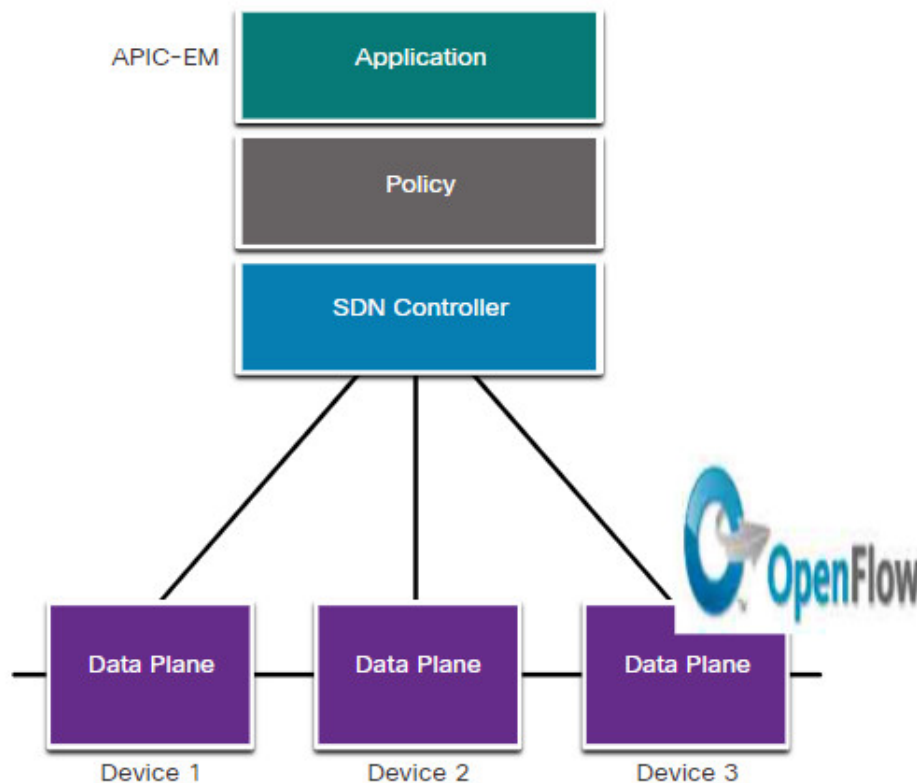 APIC-EM
Application
Policy
SDN Controller
OpenFlow
TM
Data Plane
Data Plane
Data Plane
Device 1
Device 2
Device 3